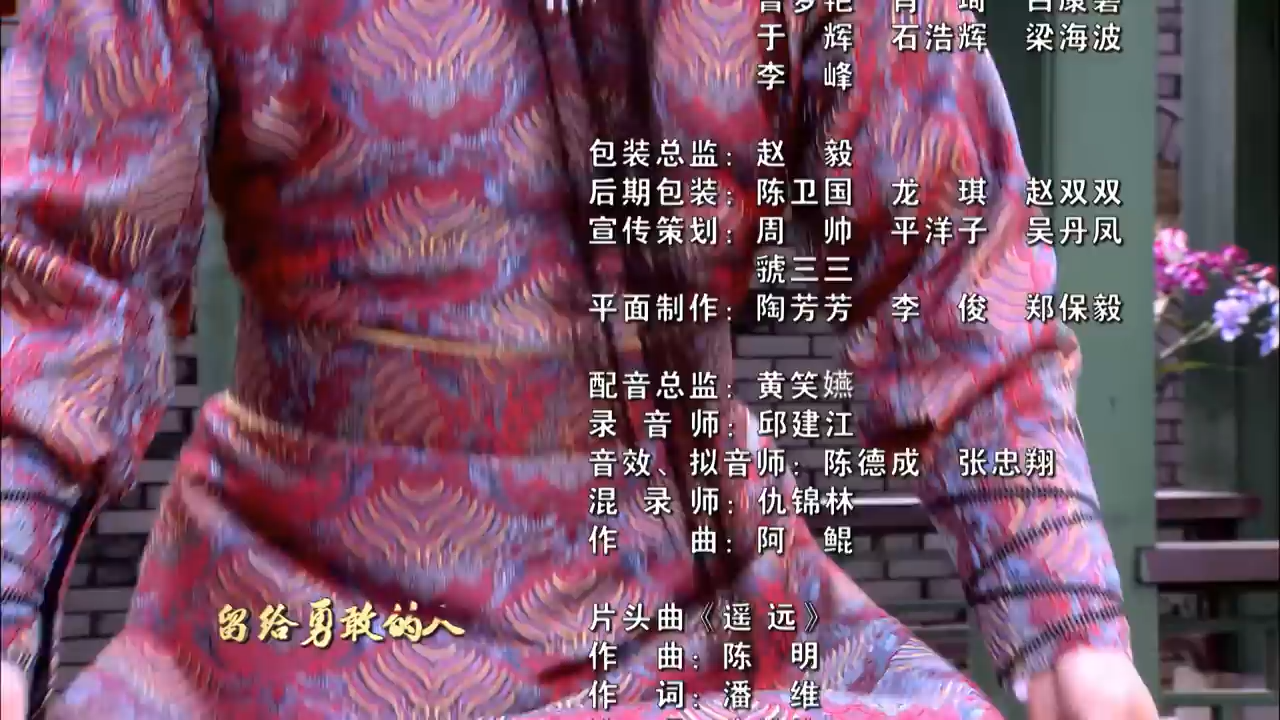 于 辉 石浩辉 梁海波
李 峰
包装总监：赵 毅
后期包装：陈卫国 龙 琪 赵双双
宣传策划：周 帅 平洋子 吴丹凤
虢三三
平面制作：陶芳芳 李 俊 郑保毅
配音总监：黄笑嬿
录音师：邱建江
音效、拟音师：陈德成 张忠翔
混录师：仇锦林
作 曲：阿 鲲
片头曲《遥远》
作 曲：陈 明
作 词：潘 维
留给勇敢的人